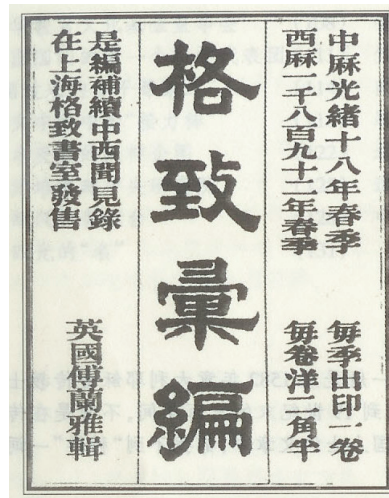 中厤光緒十八年春季
西厤一千八百九十二年春季
毎季出印一卷
毎卷洋二角半
格致彙編
是編補續中西聞見錄
在上海格致書室發售
英國傅蘭雅輯